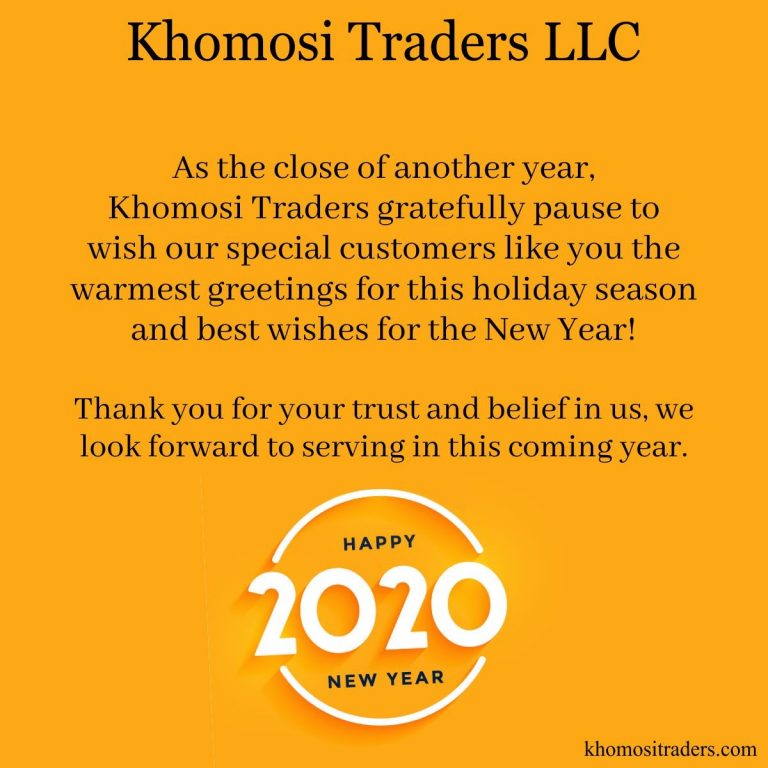 Khomosi Traders LLC
As the close of another year,
Khomosi Traders gratefully pause to
wish our special customers like you the
warmest greetings for this holiday season
and best wishes for the New Year!
Thank you for your trust and belief in us, we
look forward to serving in this coming year.
HAPPY
2020
NEW YEAR
khomositraders.com